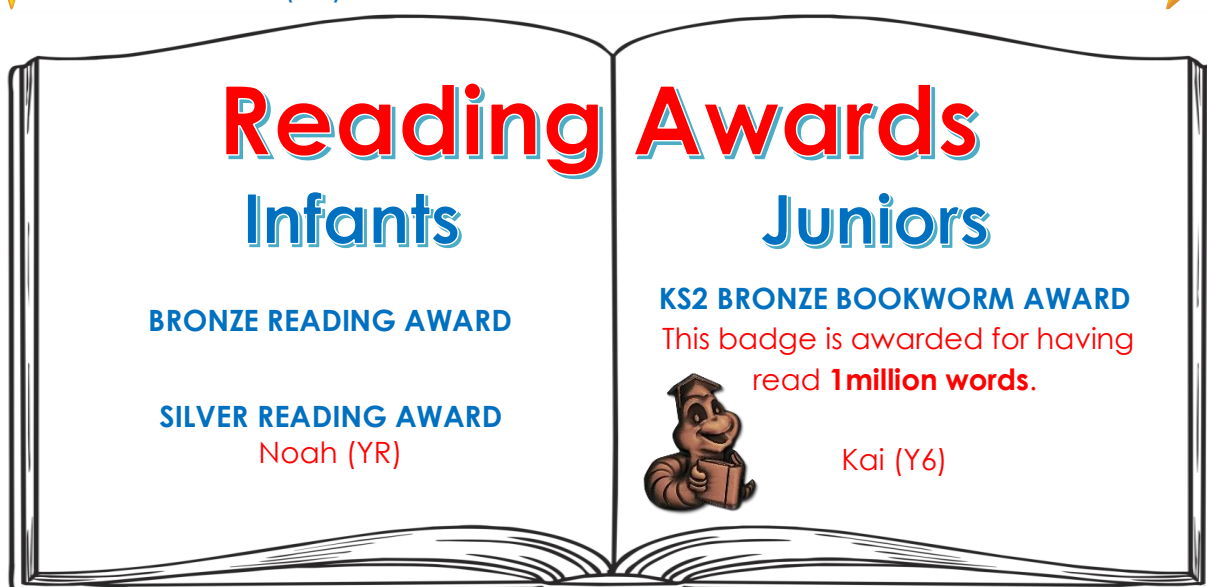 Reading Awards
Infants
BRONZE READING AWARD
SILVER READING AWARD
Noah (YR)
Juniors
KS2 BRONZE BOOKWORM AWARD
This badge is awarded for having
read 1million words.
Kai (Y6)